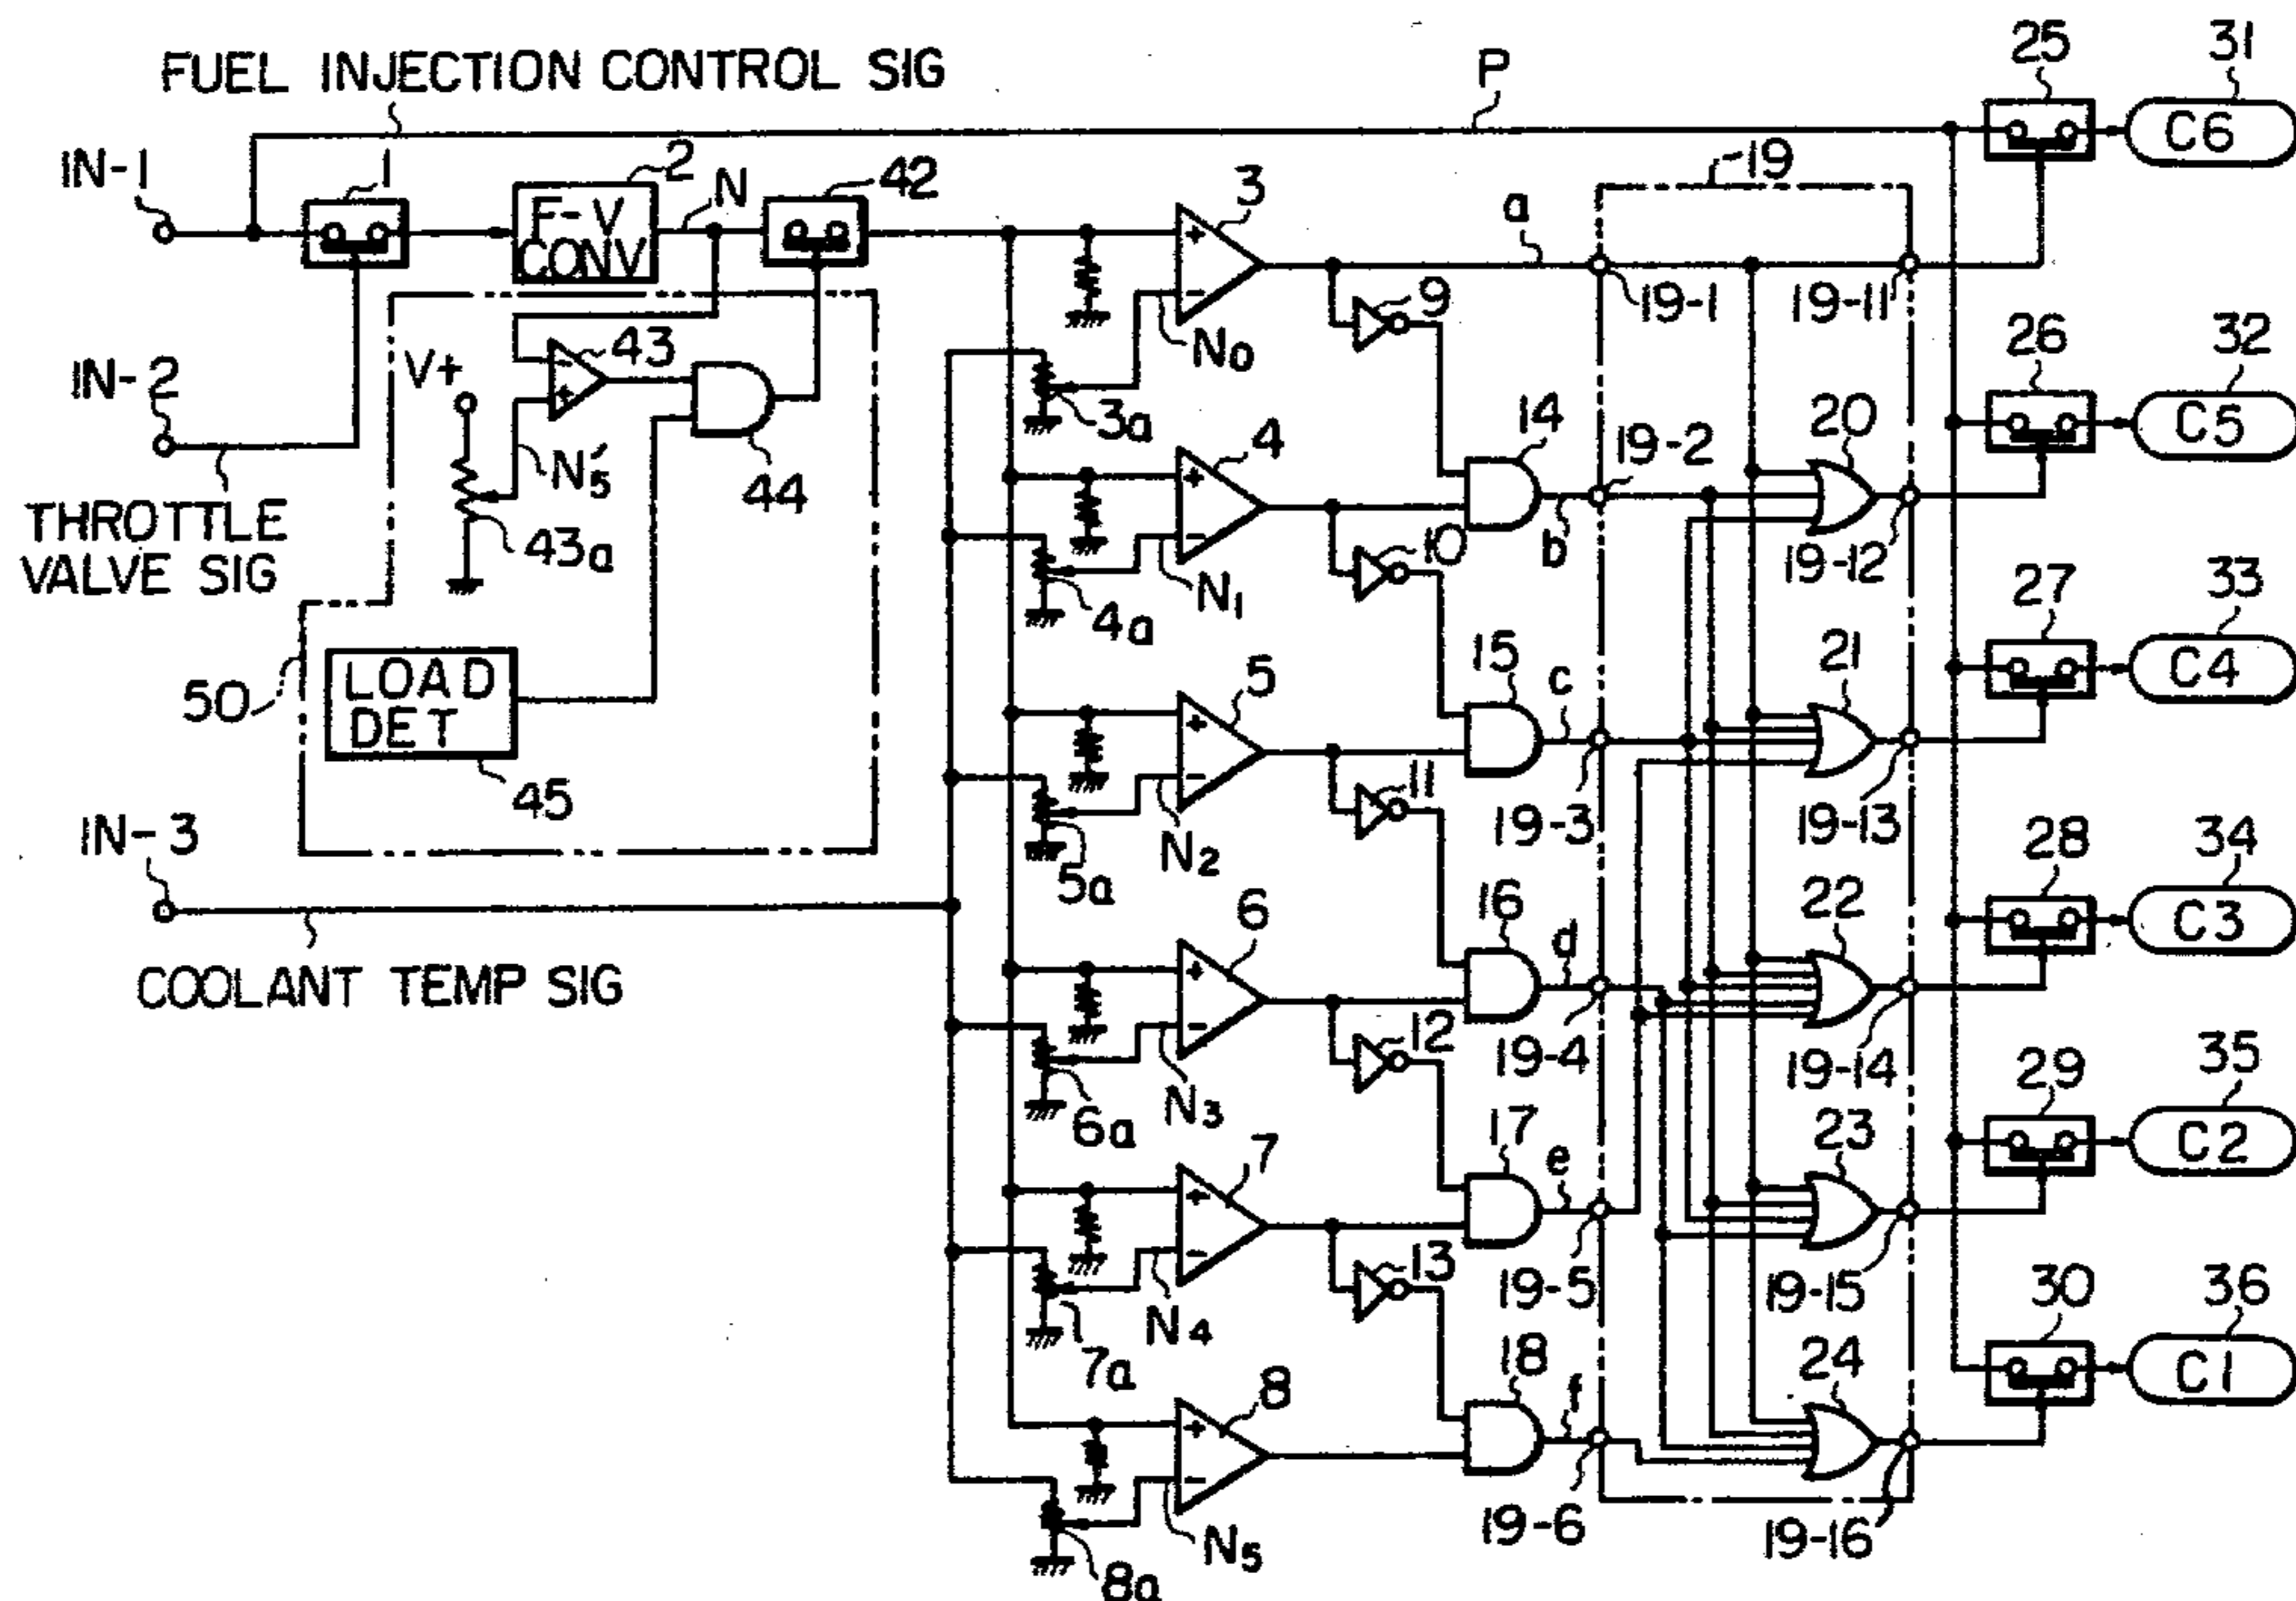 FUEL INJECTION CONTROL SIG
P
25
31
C6
IN-1
1
2
N
42
F-V
CONV
3
a
19
19-1
19-11
9
N0
3a
26
32
C5
IN-2
V+
43
44
N5'
43a
THROTTLE
VALVE SIG
4
14
19-2
20
b
19-12
10
N1
4a
27
33
C4
50
LOAD
DET
45
5
15
c
21
19-3
19-13
11
N2
5a
28
34
C3
IN-3
COOLANT TEMP SIG
6
16
d
22
19-4
19-14
12
N3
6a
29
35
C2
7
17
e
23
19-5
19-15
13
N4
7a
30
36
C1
8
18
f
24
19-6
19-16
N5
8a